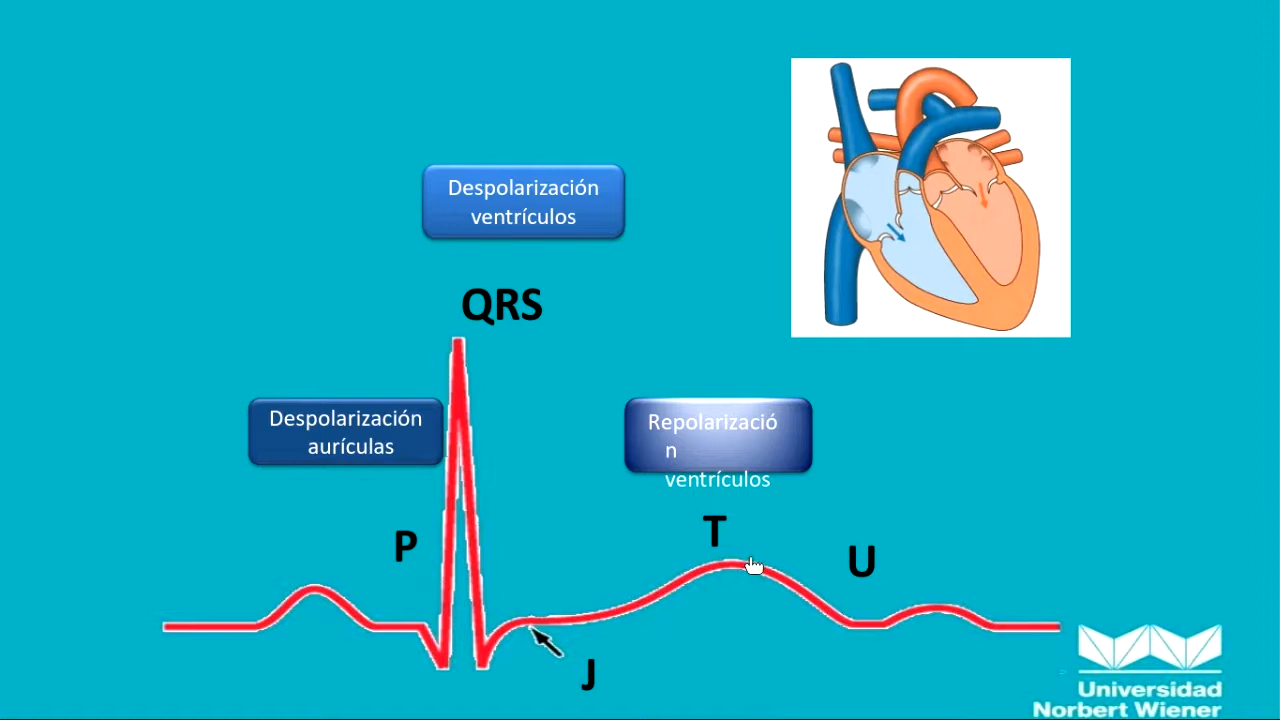 Despolarización
ventrículos
QRS
Despolarización
aurículas
Repolarizació
n
ventrículos
P
T
U
J
Universidad
Norbert Wiener